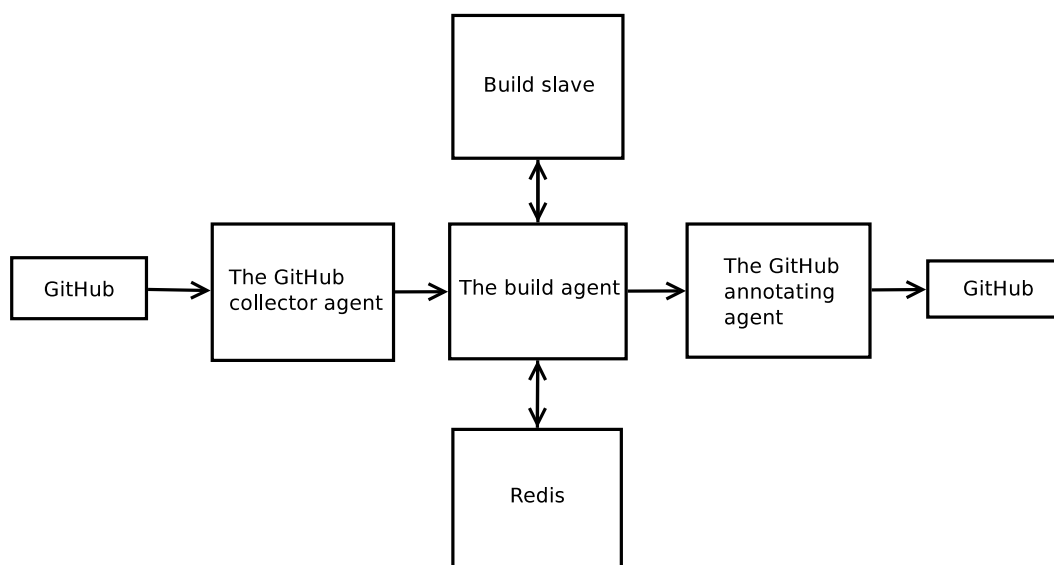 Build slave
GitHub
The GitHub
collector agent
The build agent
The GitHub
annotating
agent
GitHub
Redis